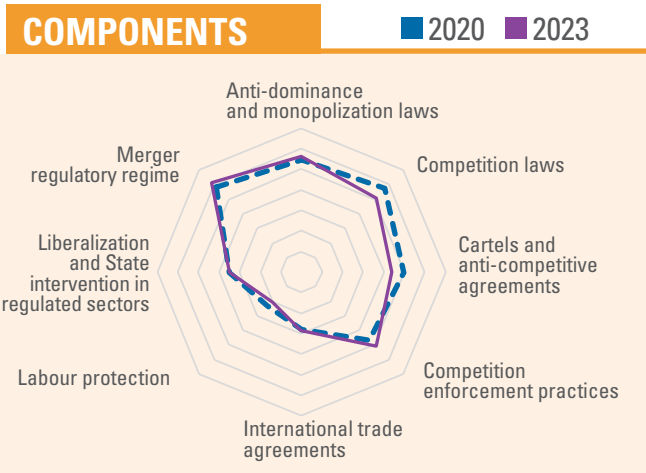 COMPONENTS
2020 2023
Anti-dominance
and monopolization laws
Competition laws
Cartels and
anti-competitive
agreements
Competition
enforcement practices
International trade
agreements
Labour protection
Liberalization
and State
intervention in
regulated sectors
Merger
regulatory regime